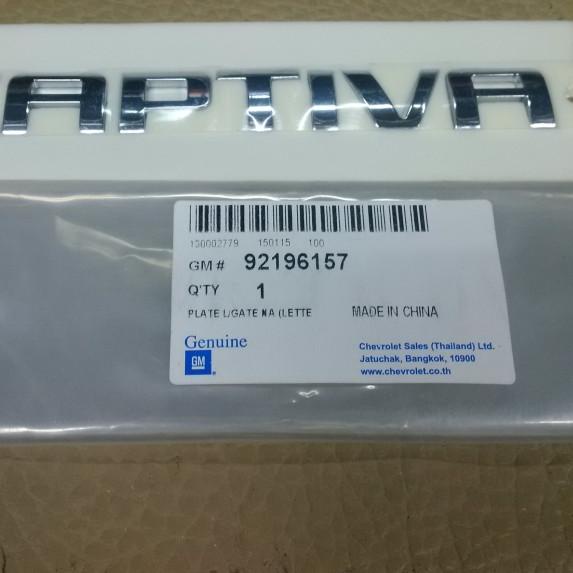 APTIVA
130002779 150115 100
GM # 92196157
Q'TY 1
PLATE L/GATE NA (LETTE MADE IN CHINA
Genuine
GM
Chevrolet Sales (Thailand) Ltd.
Jatuchak, Bangkok, 10900
www.chevrolet.co.th